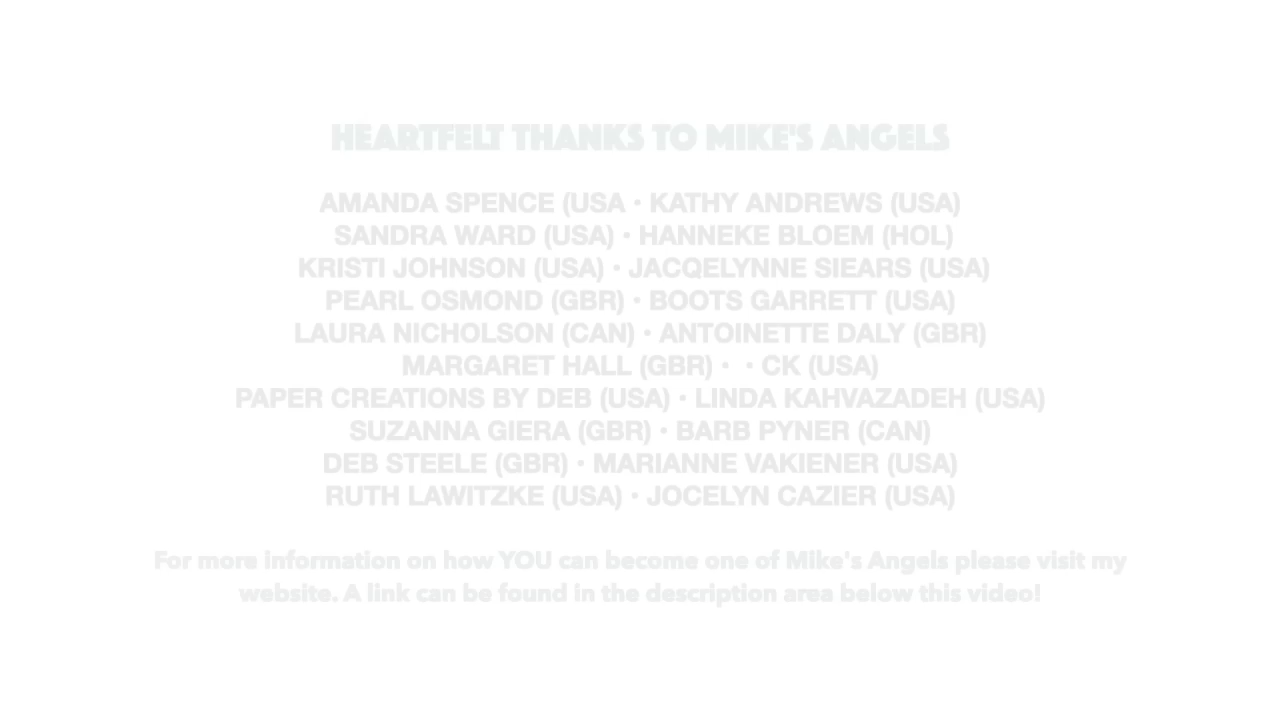 HEARTFELT THANKS TO MIKE'S ANGELS
AMANDA SPENCE (USA • KATHY ANDREWS (USA)
SANDRA WARD (USA) • HANNEKE BLOEM (HOL)
KRISTI JOHNSON (USA) • JACQELYNNE SIEARS (USA)
PEARL OSMOND (GBR) • BOOTS GARRETT (USA)
LAURA NICHOLSON (CAN) • ANTOINETTE DALY (GBR)
MARGARET HALL (GBR) • • CK (USA)
PAPER CREATIONS BY DEB (USA) • LINDA KAHVAZADEH (USA)
SUZANNA GIERA (GBR) • BARB PYNER (CAN)
DEB STEELE (GBR) • MARIANNE VAKIENER (USA)
RUTH LAWITZKE (USA) • JOCELYN CAZIER (USA)
For more information on how YOU can become one of Mike's Angels please visit my
website. A link can be found in the description area below this video!